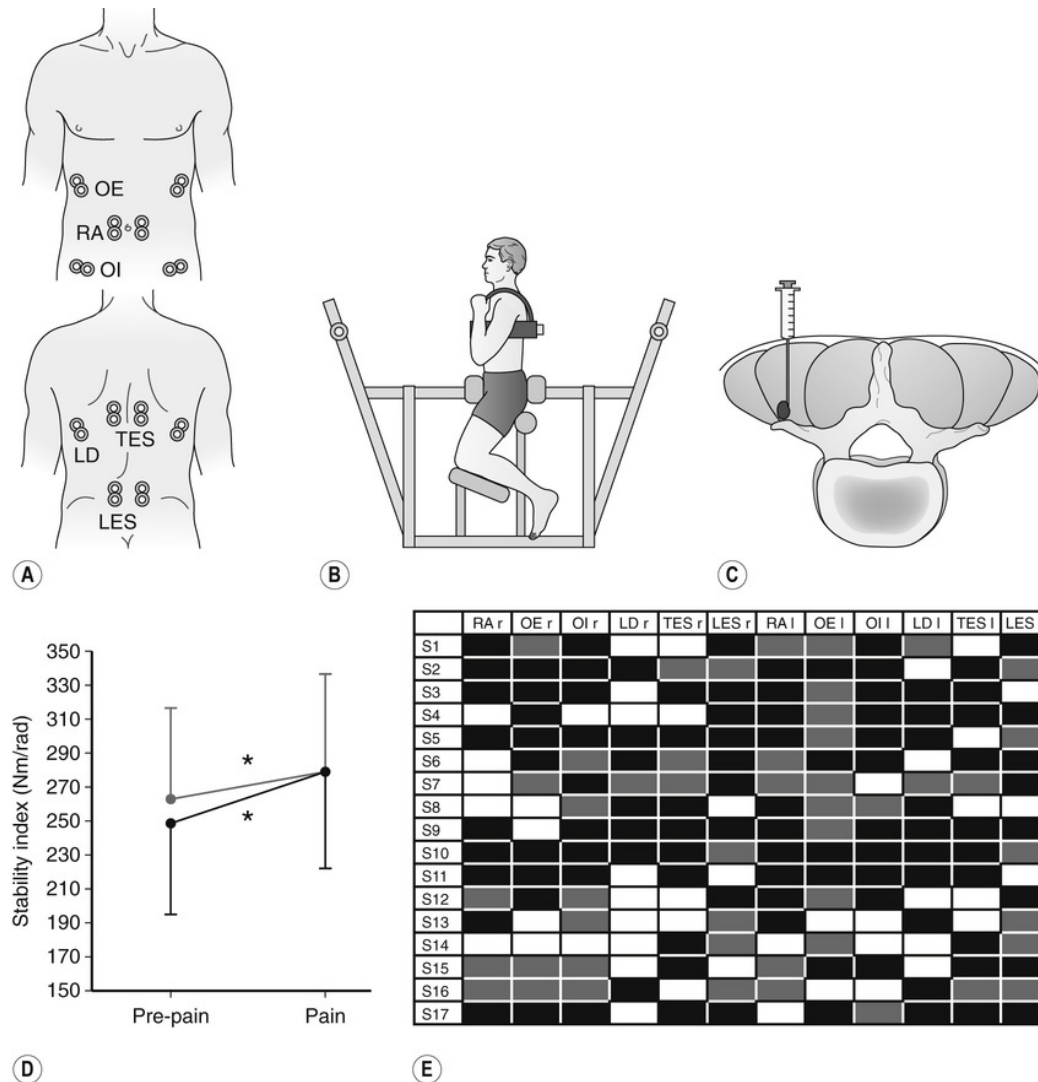 OE
RA
OI
TES
LD
LES
A
B
C
Stability index (Nm/rad)
350
330
310
290
270
250
230
210
190
170
150
*
*
Pre-pain Pain
D
RA r OE r OI r LD r TES r LES r RA l OE l OI l LD l TES l LES
S1
S2
S3
S4
S5
S6
S7
S8
S9
S10
S11
S12
S13
S14
S15
S16
S17
E